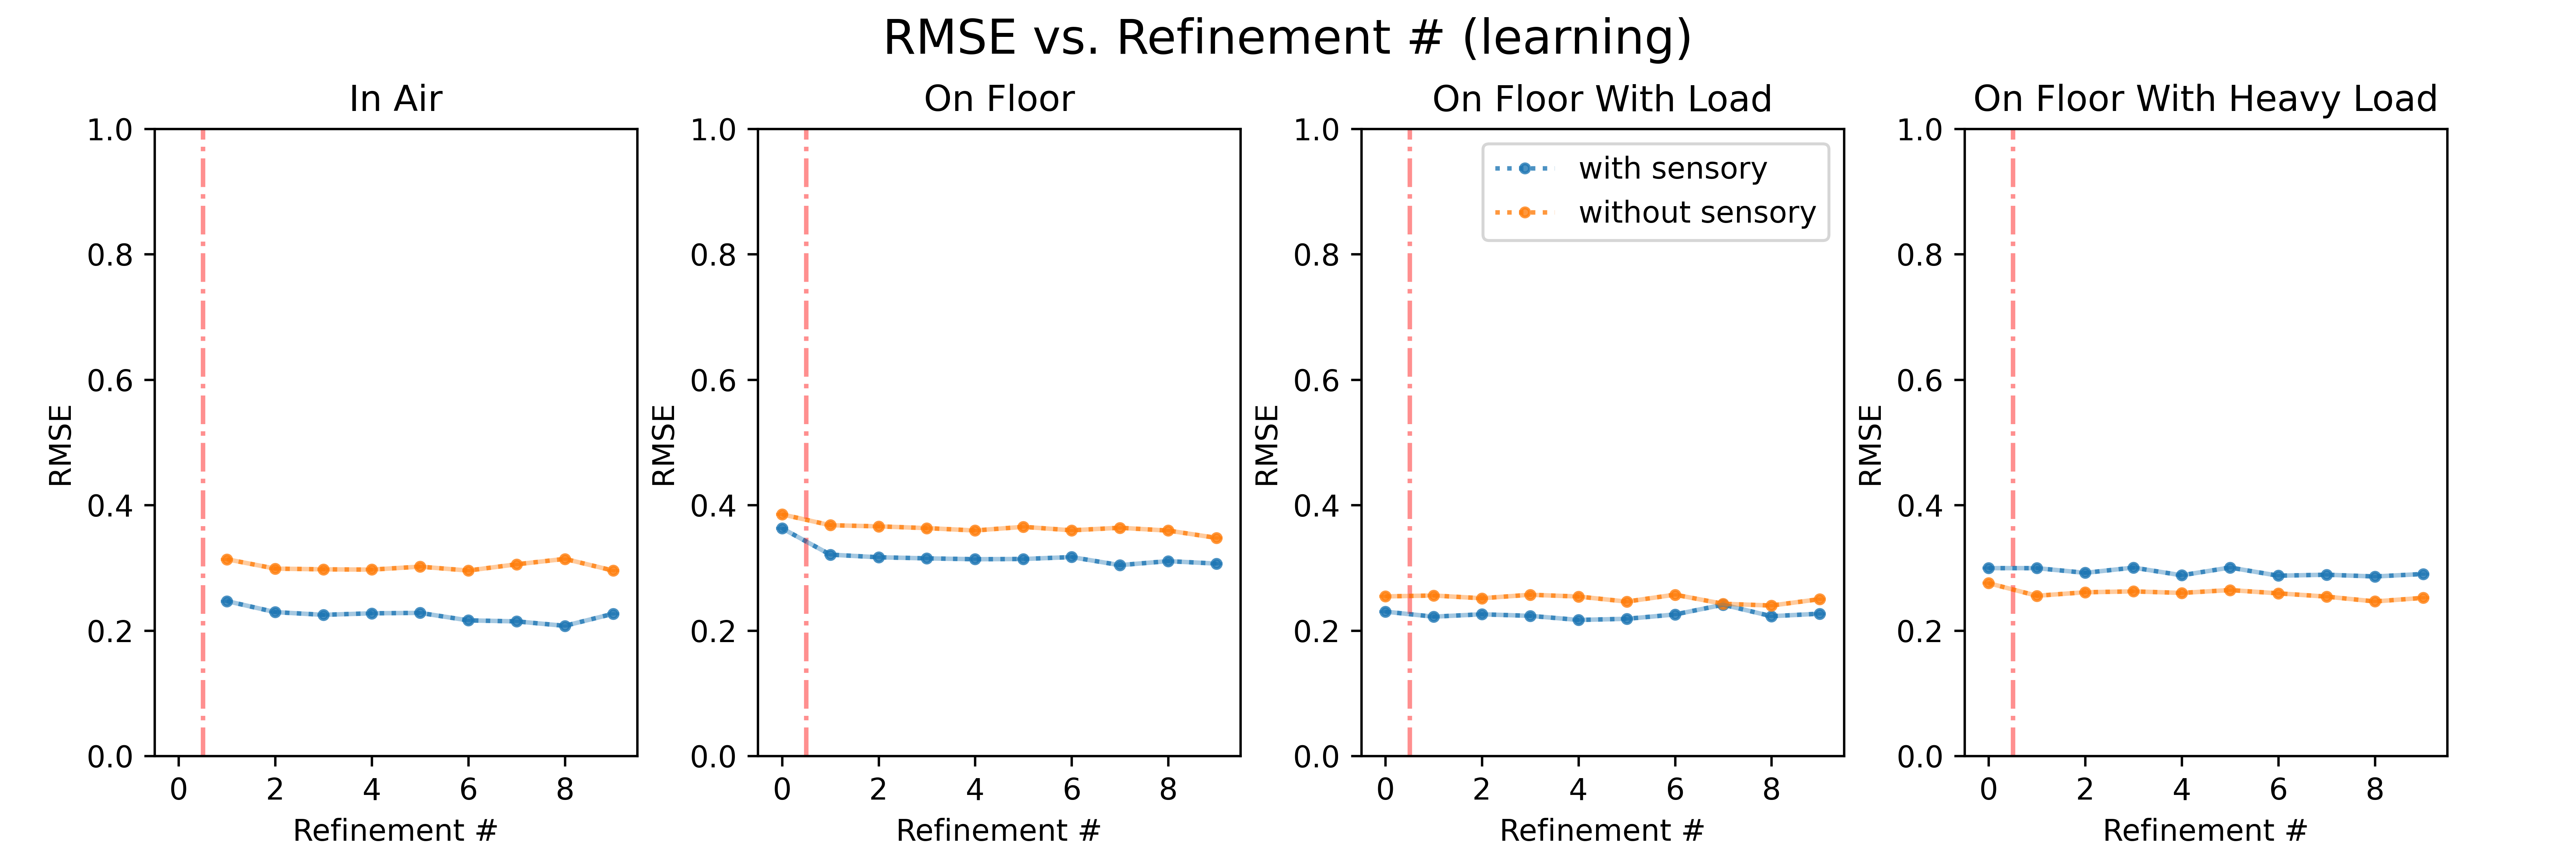 RMSE vs. Refinement # (learning)
In Air
1.0
0.8
0.6
0.4
0.2
0.0
RMSE
0 2 4 6 8
Refinement #
On Floor
1.0
0.8
0.6
0.4
0.2
0.0
RMSE
0 2 4 6 8
Refinement #
On Floor With Load
with sensory
without sensory
1.0
0.8
0.6
0.4
0.2
0.0
RMSE
0 2 4 6 8
Refinement #
On Floor With Heavy Load
1.0
0.8
0.6
0.4
0.2
0.0
RMSE
0 2 4 6 8
Refinement #